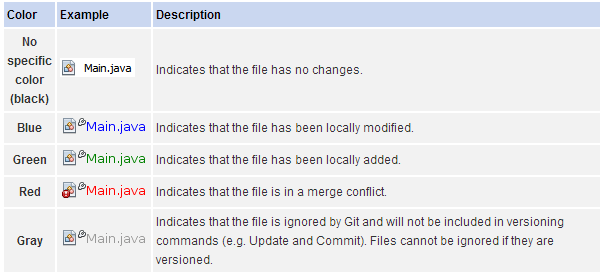 Color Example Description
No
specific
color
(black)
Main.java Indicates that the file has no changes.
Blue Main.java Indicates that the file has been locally modified.
Green Main.java Indicates that the file has been locally added.
Red Main.java Indicates that the file is in a merge conflict.
Gray Main.java Indicates that the file is ignored by Git and will not be included in versioning
commands (e.g. Update and Commit). Files cannot be ignored if they are
versioned.